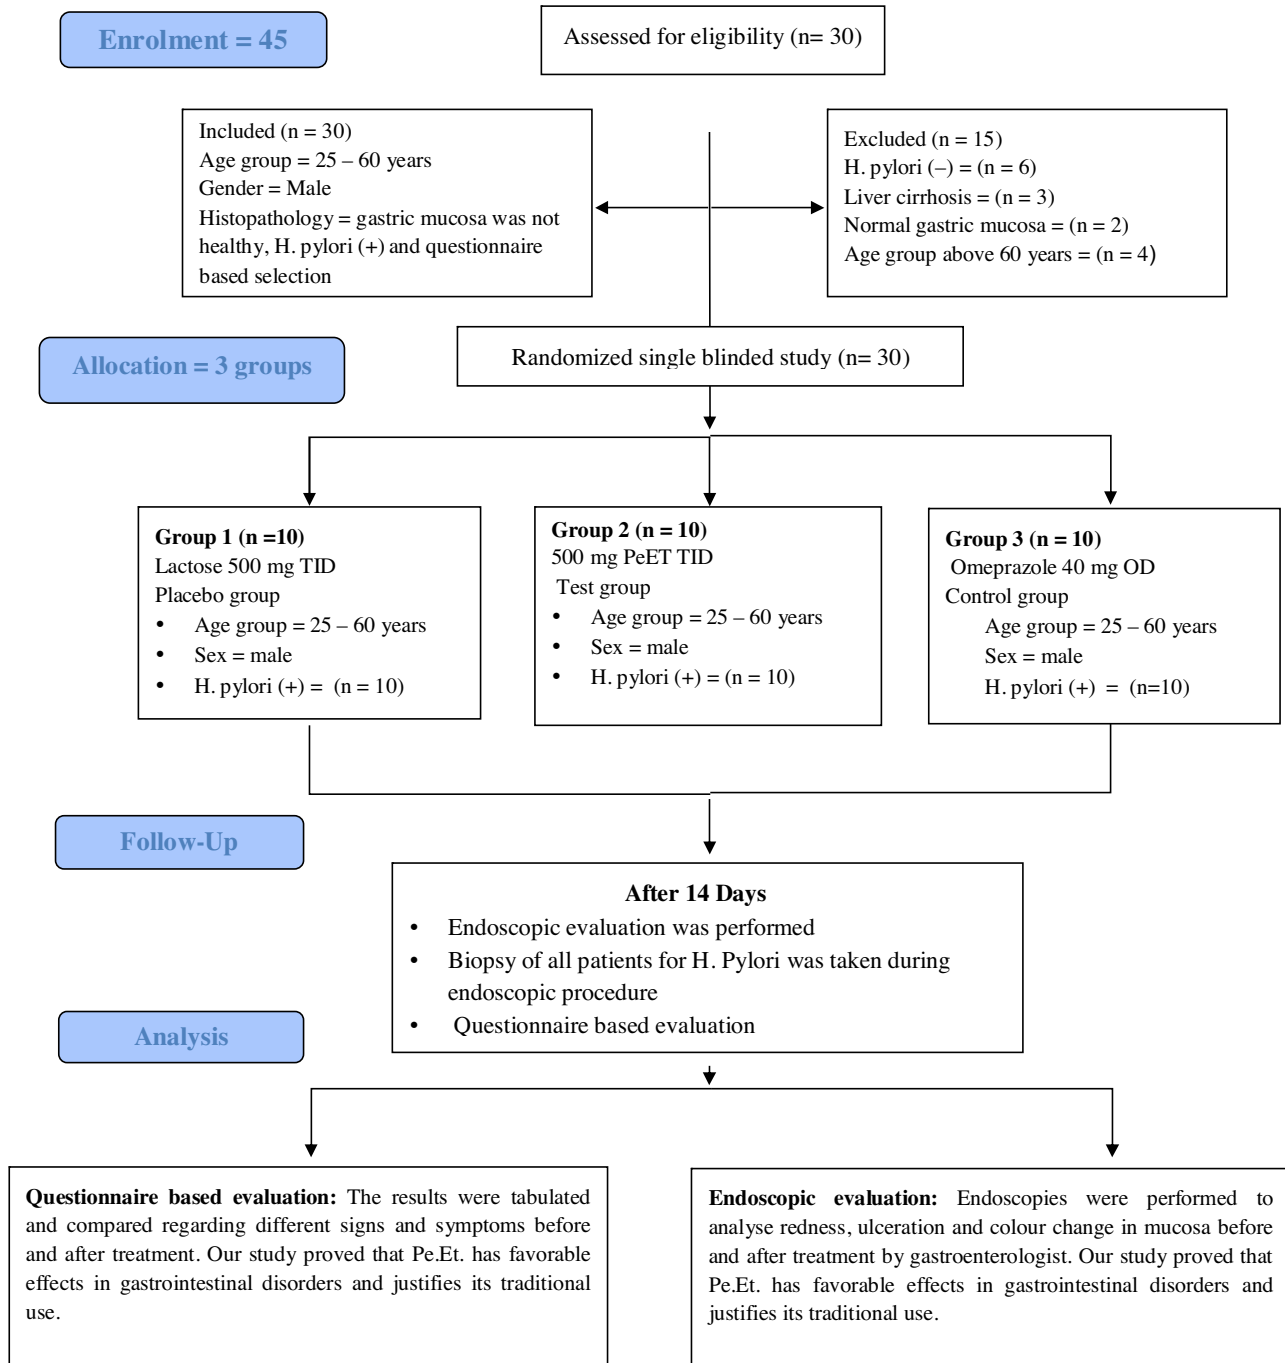 Enrolment = 45
Assessed for eligibility (n= 30)
Included (n = 30)
Age group = 25 – 60 years
Gender = Male
Histopathology = gastric mucosa was not
healthy, H. pylori (+) and questionnaire
based selection
Excluded (n = 15)
H. pylori (–) = (n = 6)
Liver cirrhosis = (n = 3)
Normal gastric mucosa = (n = 2)
Age group above 60 years = (n = 4)
Allocation = 3 groups
Randomized single blinded study (n= 30)
Group 1 (n =10)
Lactose 500 mg TID
Placebo group
• Age group = 25 – 60 years
• Sex = male
• H. pylori (+) = (n = 10)
Group 2 (n = 10)
500 mg PeET TID
Test group
• Age group = 25 – 60 years
• Sex = male
• H. pylori (+) = (n = 10)
Group 3 (n = 10)
Omeprazole 40 mg OD
Control group
Age group = 25 – 60 years
Sex = male
H. pylori (+) = (n=10)
Follow-Up
After 14 Days
• Endoscopic evaluation was performed
• Biopsy of all patients for H. Pylori was taken during
endoscopic procedure
• Questionnaire based evaluation
Analysis
Questionnaire based evaluation: The results were tabulated
and compared regarding different signs and symptoms before
and after treatment. Our study proved that Pe.Et. has favorable
effects in gastrointestinal disorders and justifies its traditional
use.
Endoscopic evaluation: Endoscopies were performed to
analyse redness, ulceration and colour change in mucosa before
and after treatment by gastroenterologist. Our study proved that
Pe.Et. has favorable effects in gastrointestinal disorders and
justifies its traditional use.